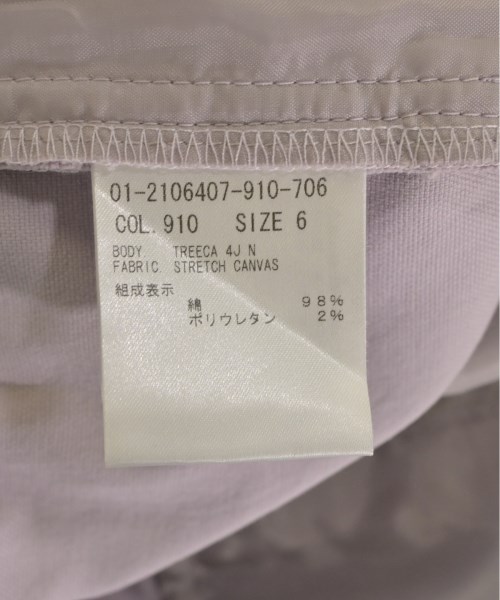 01-2106407-910-706
COL. 910 SIZE 6
BODY. TREECA 4J N
FABRIC. STRETCH CANVAS
組成表示
綿 98%
ポリウレタン 2%